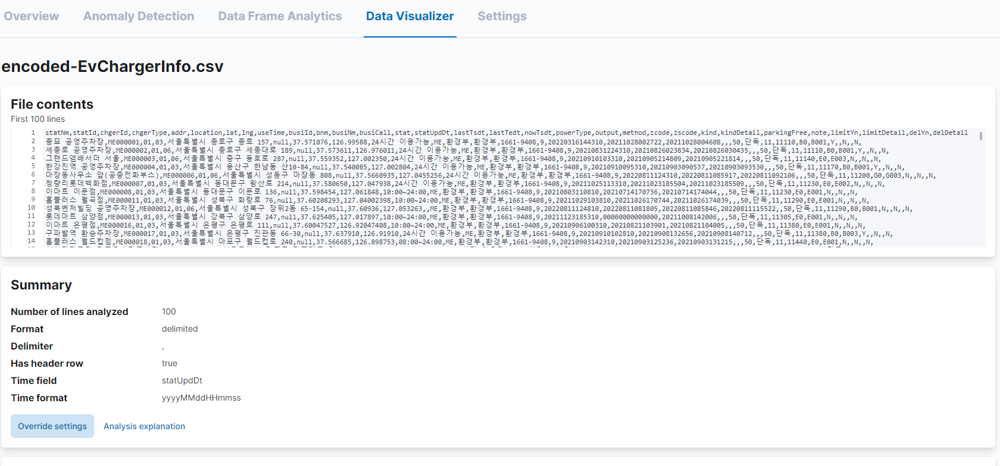 Overview Anomaly Detection Data Frame Analytics Data Visualizer Settings
encoded-EvChargerInfo.csv
File contents
First 100 lines
1 statNm,statId,chgerId,chgerType,addr,location,lat,lng,useTime,busiId,bnm,busiNm,busiCall,stat,statUpdDt,lastTsdt,lastTedt,nowTsdt,powerType,output,method,zcode,zscode,kind,kindDetail,parkingFree,note,limitYn,limitDetail,delYn,delDetail
2 종묘 공영주차장,ME000001,01,03,서울특별시 종로구 종로 157,null,37.571076,126.99588,24시간 이용가능,ME,환경부,환경부,1661-9408,9,20220316144310,20211028002722,20211028004608,,,50,단독,11,11110,B0,B001,Y,,N,,N,
3 세종로 공영주차장,ME000002,01,06,서울특별시 종로구 세종대로 189,null,37.573611,126.976011,24시간 이용가능,ME,환경부,환경부,1661-9408,9,20210831224310,20210826023834,20210826030435,,,50,단독,11,11110,B0,B001,Y,,N,,N,
4 그랜드앰배서더 서울,ME000003,01,06,서울특별시 중구 동호로 287,null,37.559352,127.002350,24시간 이용가능,ME,환경부,환경부,1661-9408,9,20210910103310,20210905214809,20210905221814,,,50,단독,11,11140,E0,E003,N,,N,,N,
5 한강진역 공영주차장,ME000004,01,03,서울특별시 용산구 한남동 산10-84,null,37.540085,127.002804,24시간 이용가능,ME,환경부,환경부,1661-9408,9,20210910095310,20210903090537,20210903093530,,,50,단독,11,11170,B0,B001,Y,,N,,N,
6 마장동사무소 앞(공중전화부스),ME000006,01,06,서울특별시 성동구 마장동 808,null,37.5660935,127.0455256,24시간 이용가능,ME,환경부,환경부,1661-9408,9,20220811124310,20220811085917,20220811092106,,,50,단독,11,11200,G0,G003,N,,N,,N,
7 청량리롯데백화점,ME000007,01,03,서울특별시 동대문구 왕산로 214,null,37.580650,127.047938,24시간 이용가능,ME,환경부,환경부,1661-9408,9,20211025113310,20211023185504,20211023185509,,,50,단독,11,11230,E0,E002,N,,N,,N,
8 이마트 이문점,ME000008,01,03,서울특별시 동대문구 이문로 136,null,37.598454,127.061848,10:00~24:00,ME,환경부,환경부,1661-9408,9,20210803110810,20210714170736,20210714174044,,,50,단독,11,11230,E0,E001,N,,N,,N,
9 홈플러스 월곡점,ME000011,01,03,서울특별시 성북구 화랑로 76,null,37.60208293,127.04002398,10:00~24:00,ME,환경부,환경부,1661-9408,9,20211029103810,20211026170744,20211026174039,,,50,단독,11,11290,E0,E001,N,,N,,N,
10 성북벤처빌딩 공영주차장,ME000012,01,06,서울특별시 성북구 장위2동 65-154,null,37.60936,127.053263,,ME,환경부,환경부,1661-9408,9,20220811124810,20220811081805,20220811085846,20220811115522,,50,단독,11,11290,B0,B001,N,,N,,N,
11 롯데마트 삼양점,ME000013,01,03,서울특별시 강북구 삼양로 247,null,37.625405,127.017897,10:00~24:00,ME,환경부,환경부,1661-9408,9,20211123185310,00000000000000,20211008142006,,,50,단독,11,11305,E0,E001,N,,N,,N,
12 이마트 은평점,ME000016,01,03,서울특별시 은평구 은평로 111,null,37.60047527,126.92047408,10:00~24:00,ME,환경부,환경부,1661-9408,9,20210906100310,20210821103901,20210821104005,,,50,단독,11,11380,E0,E001,N,,N,,N,
13 구파발역 환승주차장,ME000017,01,03,서울특별시 은평구 진관동 66-30,null,37.637910,126.91910,24시간 이용가능,ME,환경부,환경부,1661-9408,9,20210910102810,20210908132656,20210908140712,,,50,단독,11,11380,B0,B003,Y,,N,,N,
14 홈플러스 월드컵점,ME000018,01,03,서울특별시 마포구 월드컵로 240,null,37.566685,126.898753,08:00~24:00,ME,환경부,환경부,1661-9408,9,20210903142310,20210903125236,20210903131215,,,50,단독,11,11440,E0,E001,N,,N,,N,
Summary
Number of lines analyzed 100
Format delimited
Delimiter ,
Has header row true
Time field statUpdDt
Time format yyyyMMddHHmmss
Override settings Analysis explanation